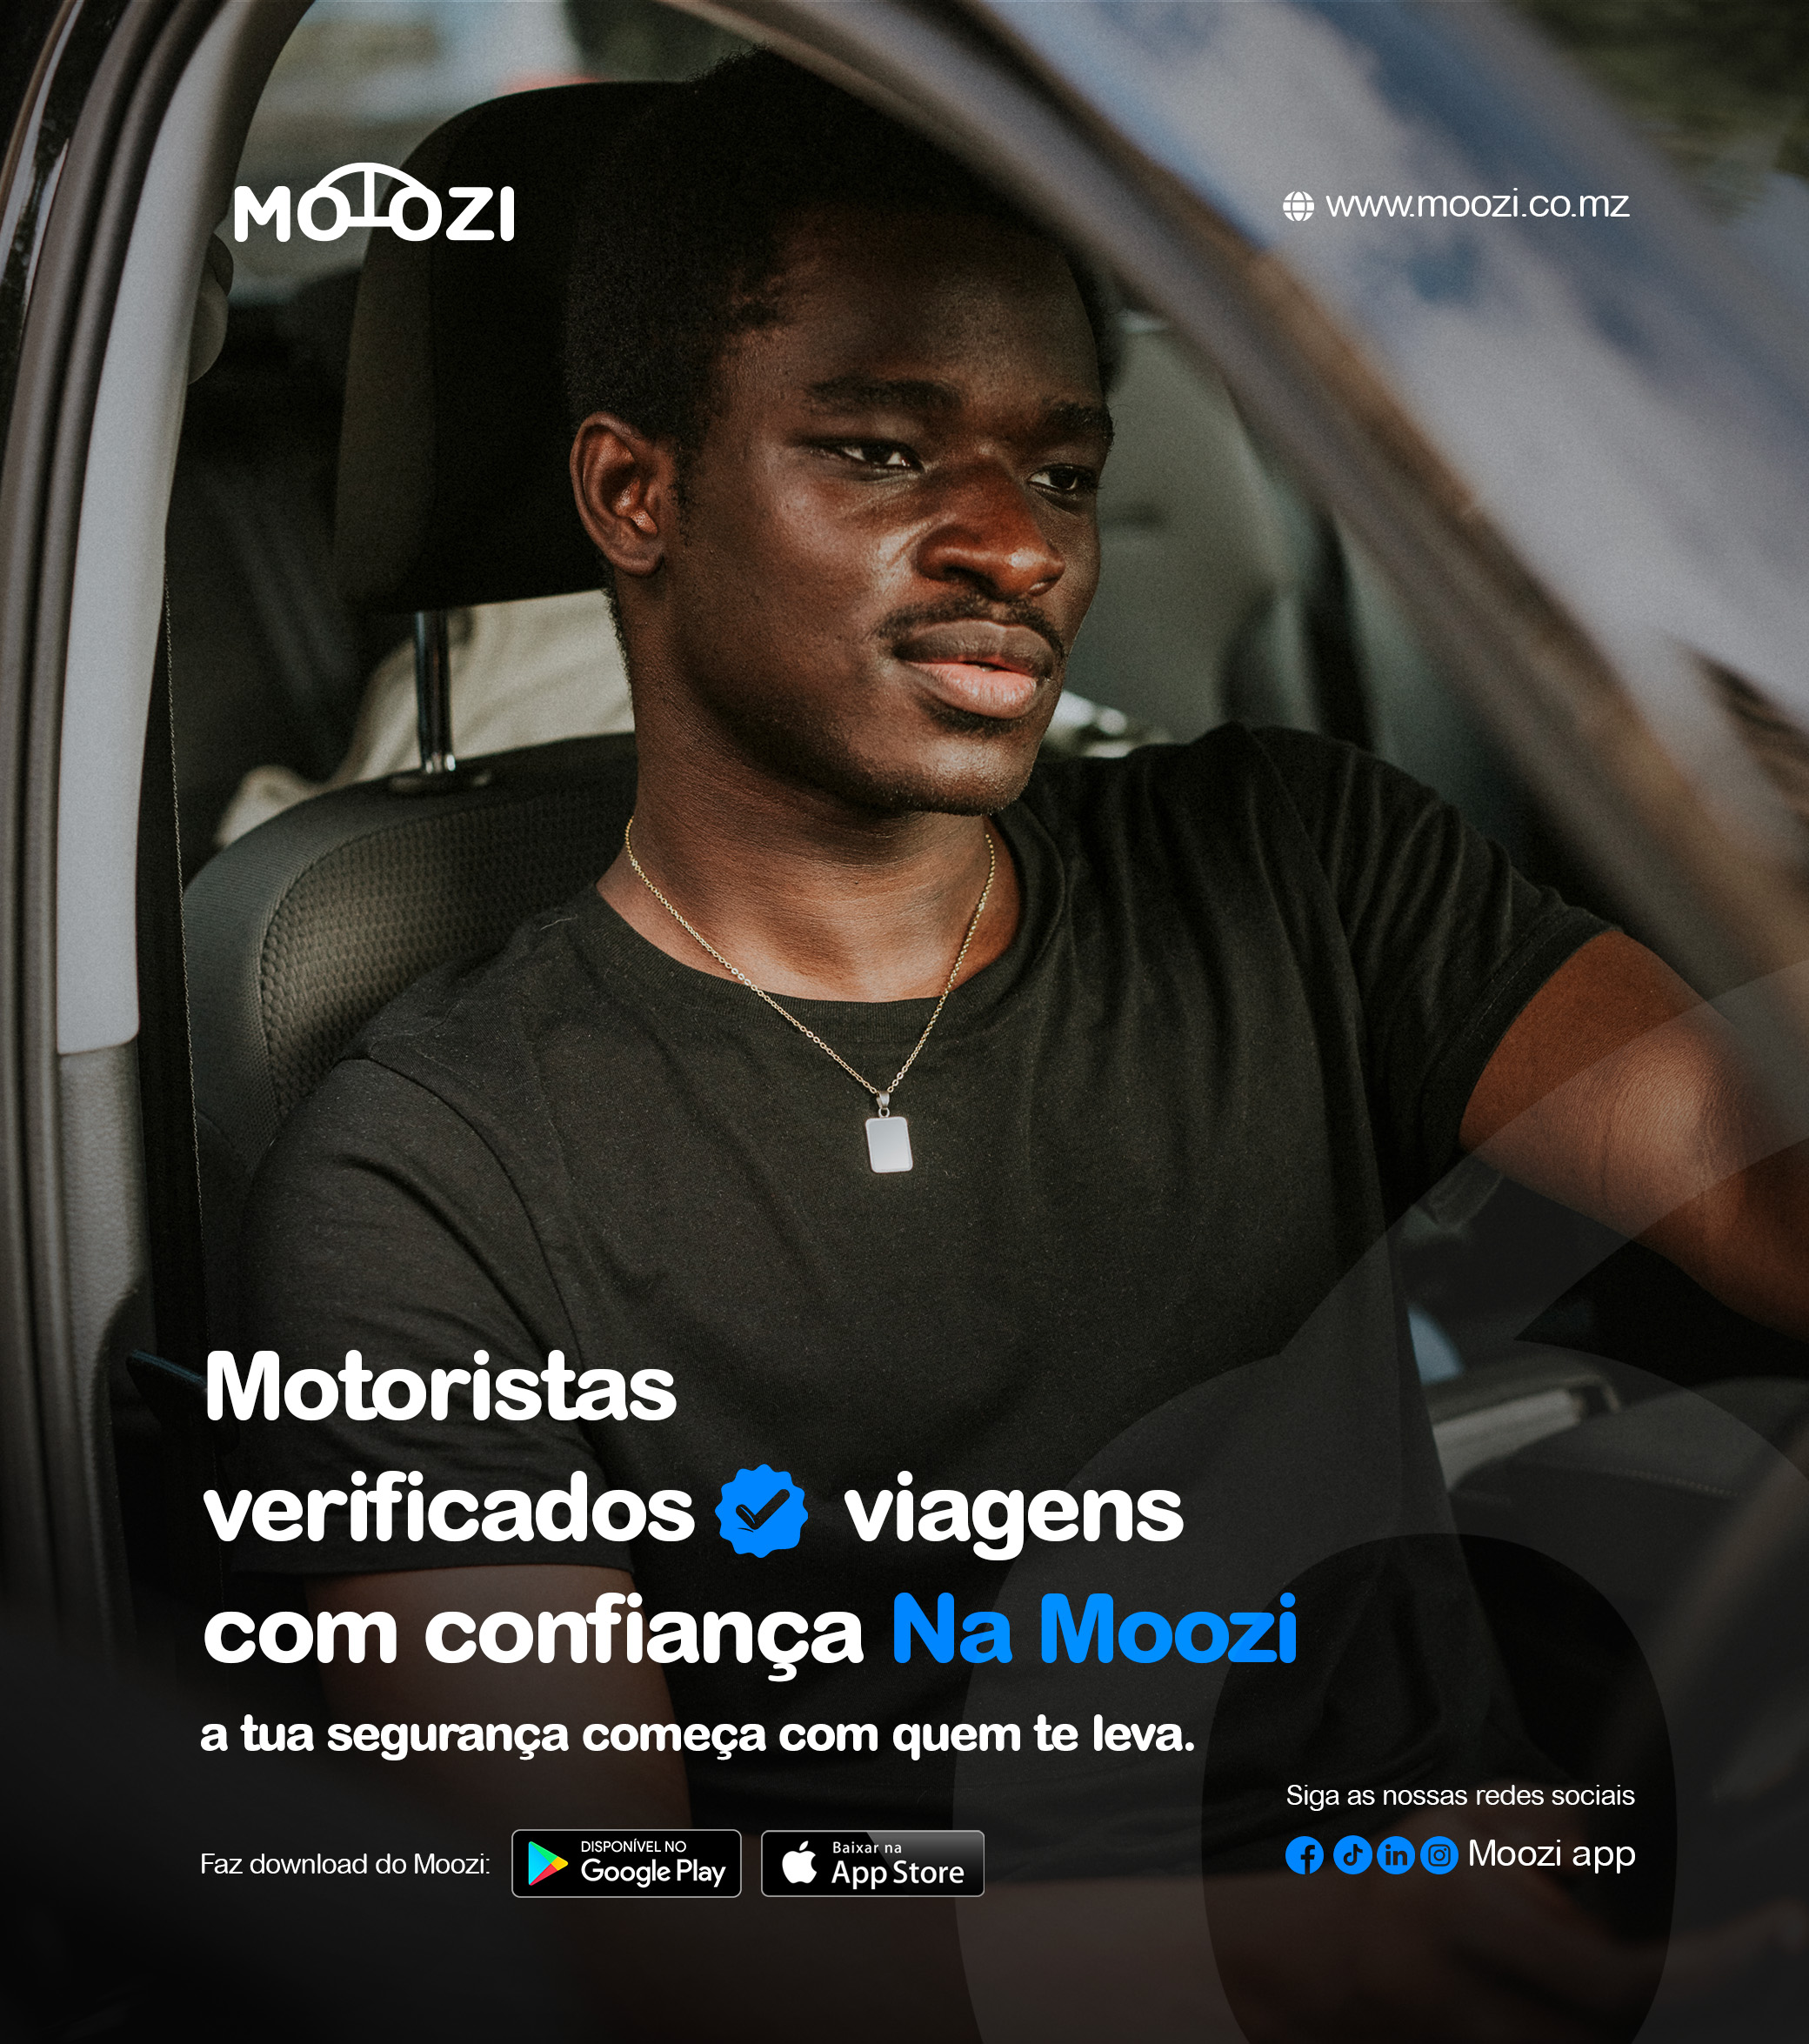 MOOZI
www.moozi.co.mz
Motoristas
verificados viagens
com confiança Na Moozi
a tua segurança começa com quem te leva.
Siga as nossas redes sociais
Moozi app
Faz download do Moozi:
DISPONÍVEL NO
Google Play
Baixar na
App Store